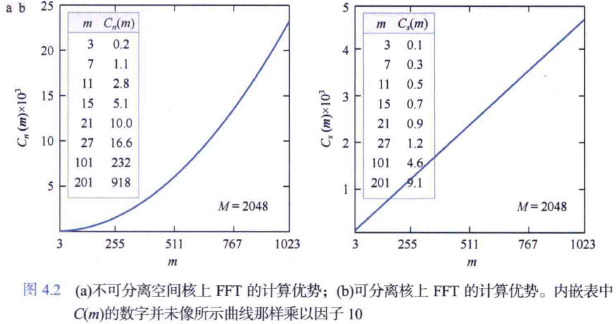 a b
25
20
15
10
5
C_n(m)×10³
m C_n(m)
3 0.2
7 1.1
11 2.8
15 5.1
21 10.0
27 16.6
101 232
201 918
M=2048
3 255 511 767 1023
m
5
4
3
2
1
C_s(m)×10³
m C_s(m)
3 0.1
7 0.3
11 0.5
15 0.7
21 0.9
27 1.2
101 4.6
201 9.1
M=2048
3 255 511 767 1023
m
图 4.2 (a)不可分离空间核上 FFT 的计算优势；(b)可分离核上 FFT 的计算优势。内嵌表中
C(m)的数字并未像所示曲线那样乘以因子 10